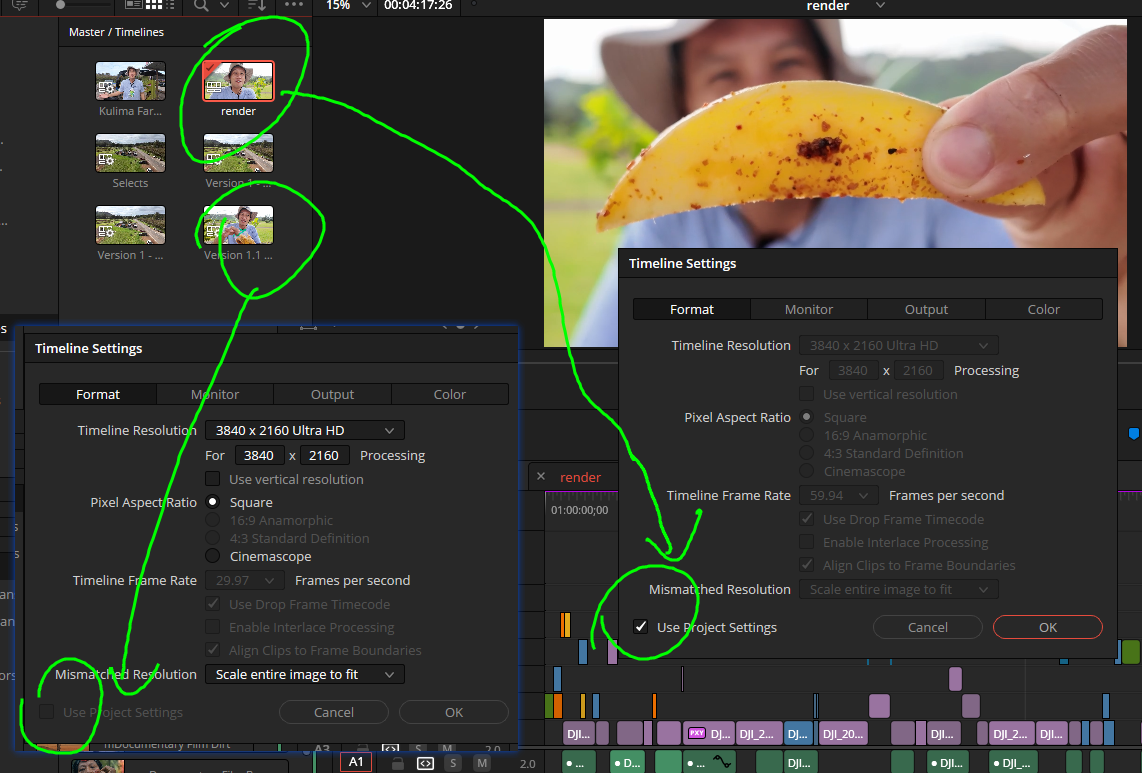 15%
00:04:17:26
render
Master / Timelines
Kulima Far...
render
Selects
Version 1 - ...
Version 1 - ...
Version 1.1 ...
Timeline Settings
Format Monitor Output Color
Timeline Resolution 3840 x 2160 Ultra HD
For 3840 x 2160 Processing
Use vertical resolution
Pixel Aspect Ratio Square
16:9 Anamorphic
4:3 Standard Definition
Cinemascope
Timeline Frame Rate 59.94 Frames per second
Use Drop Frame Timecode
Enable Interlace Processing
Align Clips to Frame Boundaries
Mismatched Resolution Scale entire image to fit
Use Project Settings Cancel OK
Timeline Settings
Format Monitor Output Color
Timeline Resolution 3840 x 2160 Ultra HD
For 3840 x 2160 Processing
Use vertical resolution
Pixel Aspect Ratio Square
16:9 Anamorphic
4:3 Standard Definition
Cinemascope
Timeline Frame Rate 29.97 Frames per second
Use Drop Frame Timecode
Enable Interlace Processing
Align Clips to Frame Boundaries
Mismatched Resolution Scale entire image to fit
Use Project Settings Cancel OK
render
01:00:00;00
DJI... PXY DJ... DJI_2... DJ... DJI_20... DJI... DJI_2... DJI...
A3 S M 2.0
A1 S M 2.0
... D... ... DJI... DJI... DJI_...